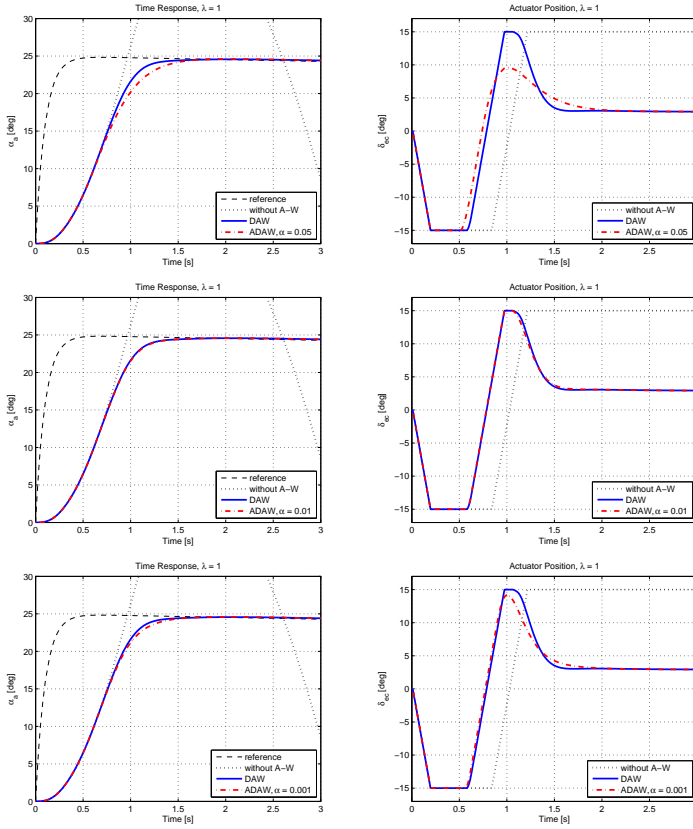 Time Response, λ = 1
30
25
20
15
10
5
0
α_a [deg]
0 0.5 1 1.5 2 2.5 3
Time [s]
reference
without A−W
DAW
ADAW, α = 0.05
Actuator Position, λ = 1
15
10
5
0
−5
−10
−15
δ_ec [deg]
0 0.5 1 1.5 2 2.5
Time [s]
without A−W
DAW
ADAW, α = 0.05
Time Response, λ = 1
30
25
20
15
10
5
0
α_a [deg]
0 0.5 1 1.5 2 2.5 3
Time [s]
reference
without A−W
DAW
ADAW, α = 0.01
Actuator Position, λ = 1
15
10
5
0
−5
−10
−15
δ_ec [deg]
0 0.5 1 1.5 2 2.5
Time [s]
without A−W
DAW
ADAW, α = 0.01
Time Response, λ = 1
30
25
20
15
10
5
0
α_a [deg]
0 0.5 1 1.5 2 2.5 3
Time [s]
reference
without A−W
DAW
ADAW, α = 0.001
Actuator Position, λ = 1
15
10
5
0
−5
−10
−15
δ_ec [deg]
0 0.5 1 1.5 2 2.5
Time [s]
without A−W
DAW
ADAW, α = 0.001